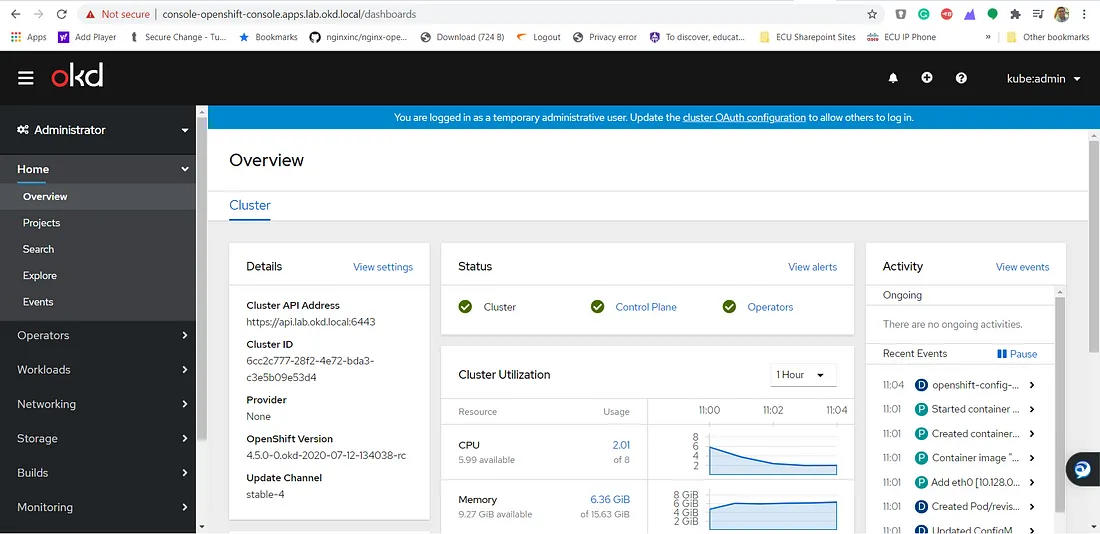 Not secure | console-openshift-console.apps.lab.okd.local/dashboards
Apps Add Player Secure Change - Tu... Bookmarks nginxinc/nginx-ope... Download (724 B) Logout Privacy error To discover, educat... ECU Sharepoint Sites ECU IP Phone » Other bookmarks
okd
kube:admin
Administrator
You are logged in as a temporary administrative user. Update the cluster OAuth configuration to allow others to log in.
Home
Overview
Projects
Search
Explore
Events
Operators
Workloads
Networking
Storage
Builds
Monitoring
Overview
Cluster
Details View settings
Cluster API Address
https://api.lab.okd.local:6443
Cluster ID
6cc2c777-28f2-4e72-bda3-
c3e5b09e53d4
Provider
None
OpenShift Version
4.5.0-0.okd-2020-07-12-134038-rc
Update Channel
stable-4
Status View alerts
Cluster Control Plane Operators
Cluster Utilization 1 Hour
Resource Usage 11:00 11:02 11:04
CPU 2.01
5.99 available of 8
8
6
4
2
Memory 6.36 GiB
9.27 GiB available of 15.63 GiB
8 GiB
6 GiB
4 GiB
2 GiB
Activity View events
Ongoing
There are no ongoing activities.
Recent Events Pause
11:04 D openshift-config-...
11:01 P Started container ...
11:01 P Created container...
11:01 P Container image "...
11:01 P Add eth0 [10.128.0...
11:01 D Created Pod/revis...
11:01 D Updated ConfigM...